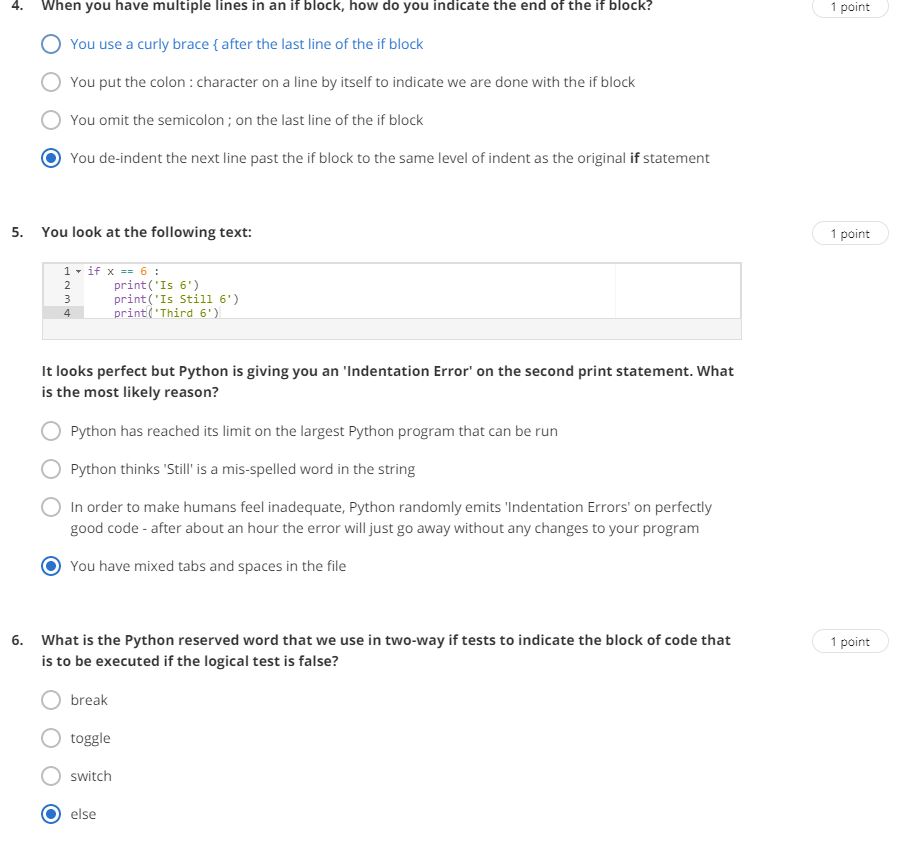 4. When you have multiple lines in an if block, how do you indicate the end of the if block?
1 point
You use a curly brace { after the last line of the if block
You put the colon : character on a line by itself to indicate we are done with the if block
You omit the semicolon ; on the last line of the if block
You de-indent the next line past the if block to the same level of indent as the original if statement
5. You look at the following text:
1 point
1 if x == 6 :
2 print('Is 6')
3 print('Is Still 6')
4 print('Third 6')
It looks perfect but Python is giving you an 'Indentation Error' on the second print statement. What
is the most likely reason?
Python has reached its limit on the largest Python program that can be run
Python thinks 'Still' is a mis-spelled word in the string
In order to make humans feel inadequate, Python randomly emits 'Indentation Errors' on perfectly
good code - after about an hour the error will just go away without any changes to your program
You have mixed tabs and spaces in the file
6. What is the Python reserved word that we use in two-way if tests to indicate the block of code that
1 point
is to be executed if the logical test is false?
break
toggle
switch
else